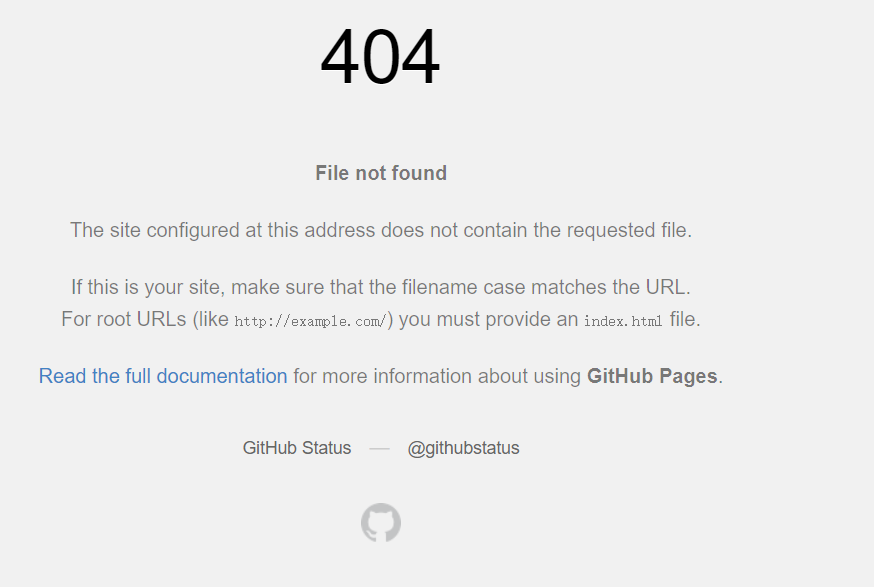 404
File not found
The site configured at this address does not contain the requested file.
If this is your site, make sure that the filename case matches the URL.
For root URLs (like http://example.com/) you must provide an index.html file.
Read the full documentation for more information about using GitHub Pages.
GitHub Status — @githubstatus